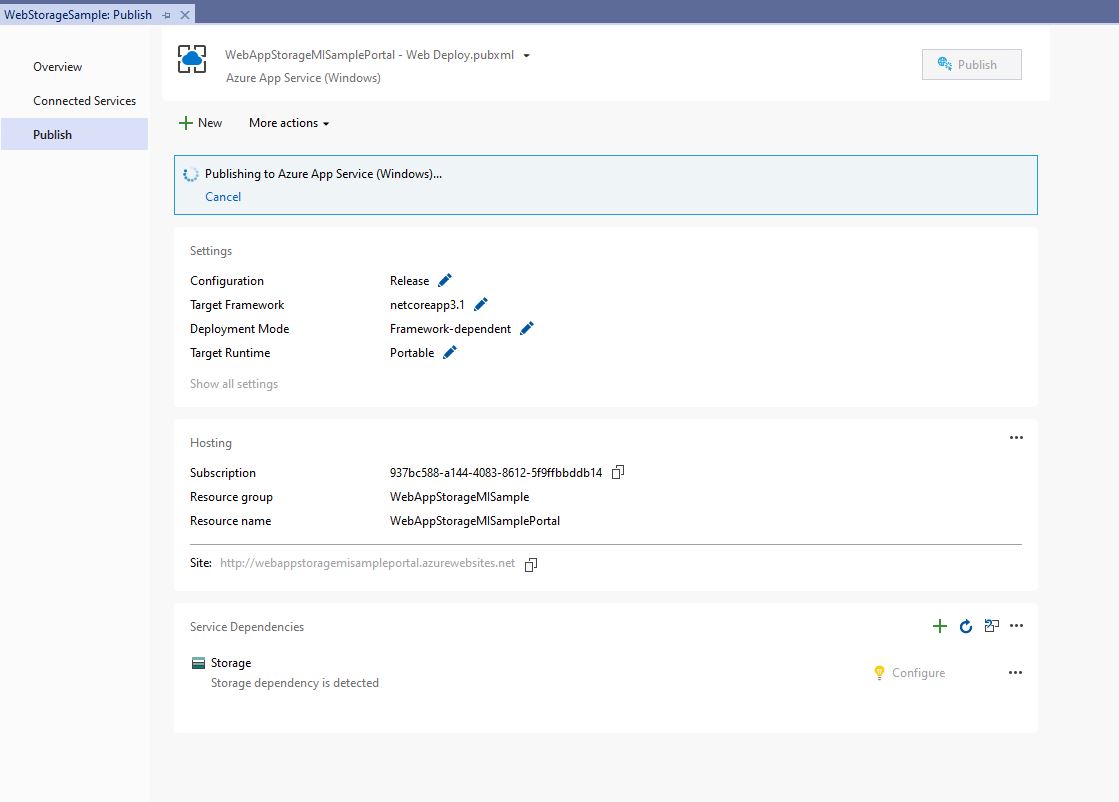 WebStorageSample: Publish
Overview
Connected Services
Publish
WebAppStorageMISamplePortal - Web Deploy.pubxml
Azure App Service (Windows)
Publish
New More actions
Publishing to Azure App Service (Windows)...
Cancel
Settings
Configuration Release
Target Framework netcoreapp3.1
Deployment Mode Framework-dependent
Target Runtime Portable
Show all settings
Hosting
Subscription 937bc588-a144-4083-8612-5f9ffbbddb14
Resource group WebAppStorageMISample
Resource name WebAppStorageMISamplePortal
Site: http://webappstoragemisampleportal.azurewebsites.net
Service Dependencies
Storage
Storage dependency is detected
Configure